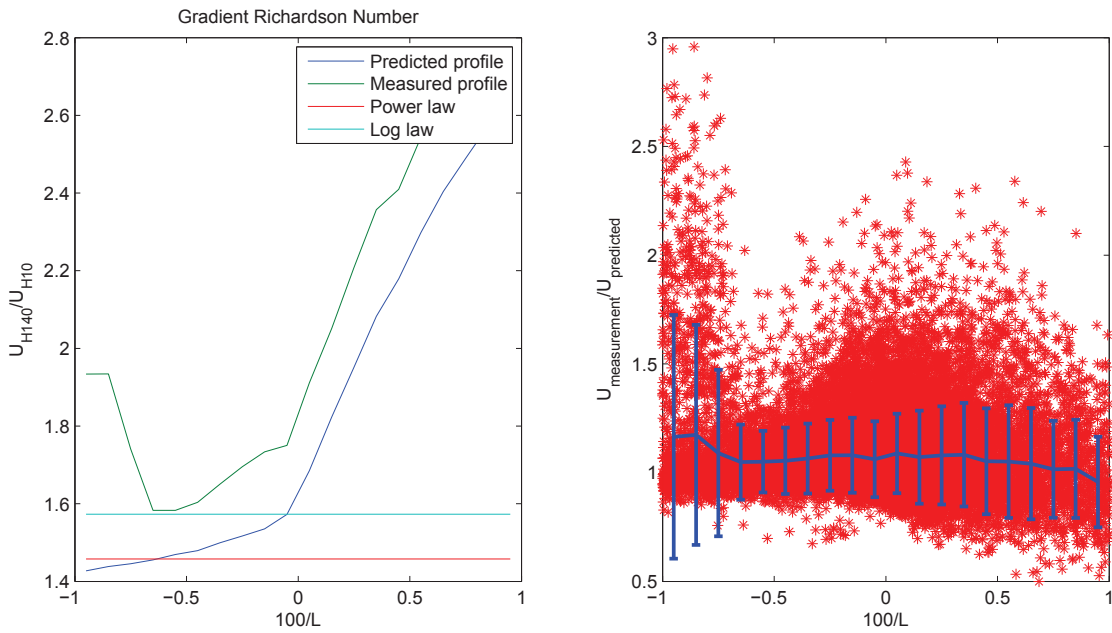 Gradient Richardson Number
2.8
2.6
2.4
2.2
2
1.8
1.6
1.4
U_H140/U_H10
Predicted profile
Measured profile
Power law
Log law
−1
−0.5
0
0.5
1
100/L
3
2.5
2
1.5
1
0.5
U_measurement/U_predicted
−1
−0.5
0
0.5
1
100/L